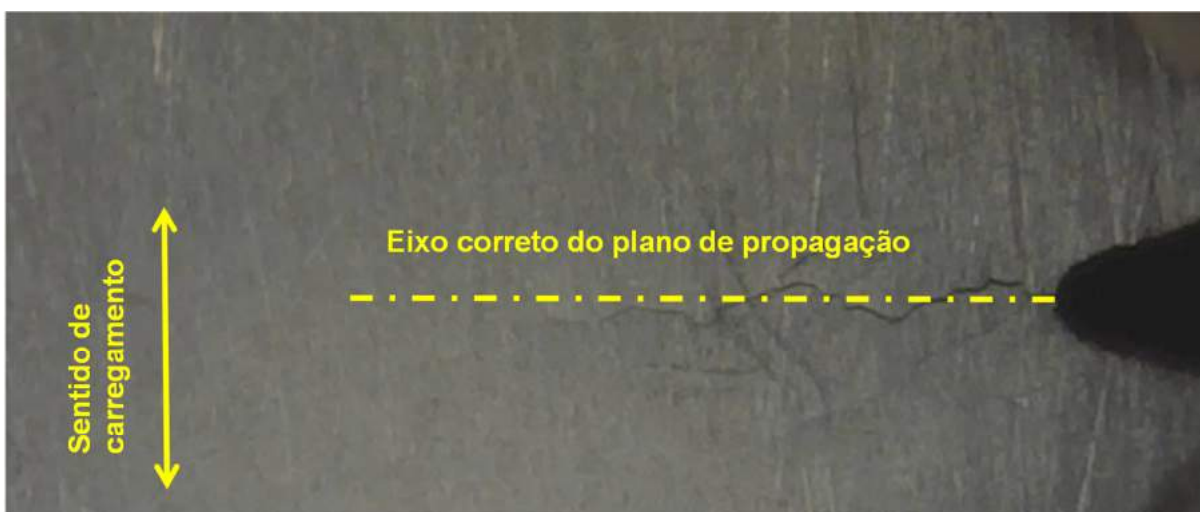 Eixo correto do plano de propagação
Sentido de
carregamento